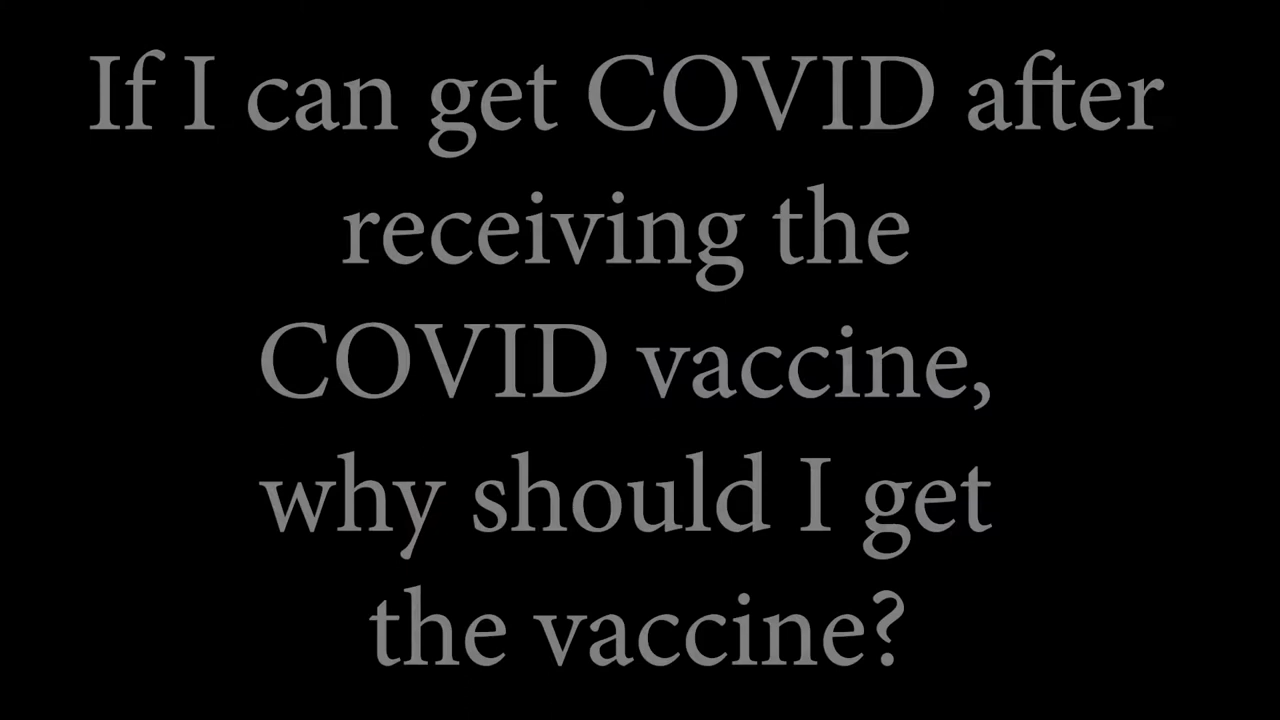 If I can get COVID after
receiving the
COVID vaccine,
why should I get
the vaccine?